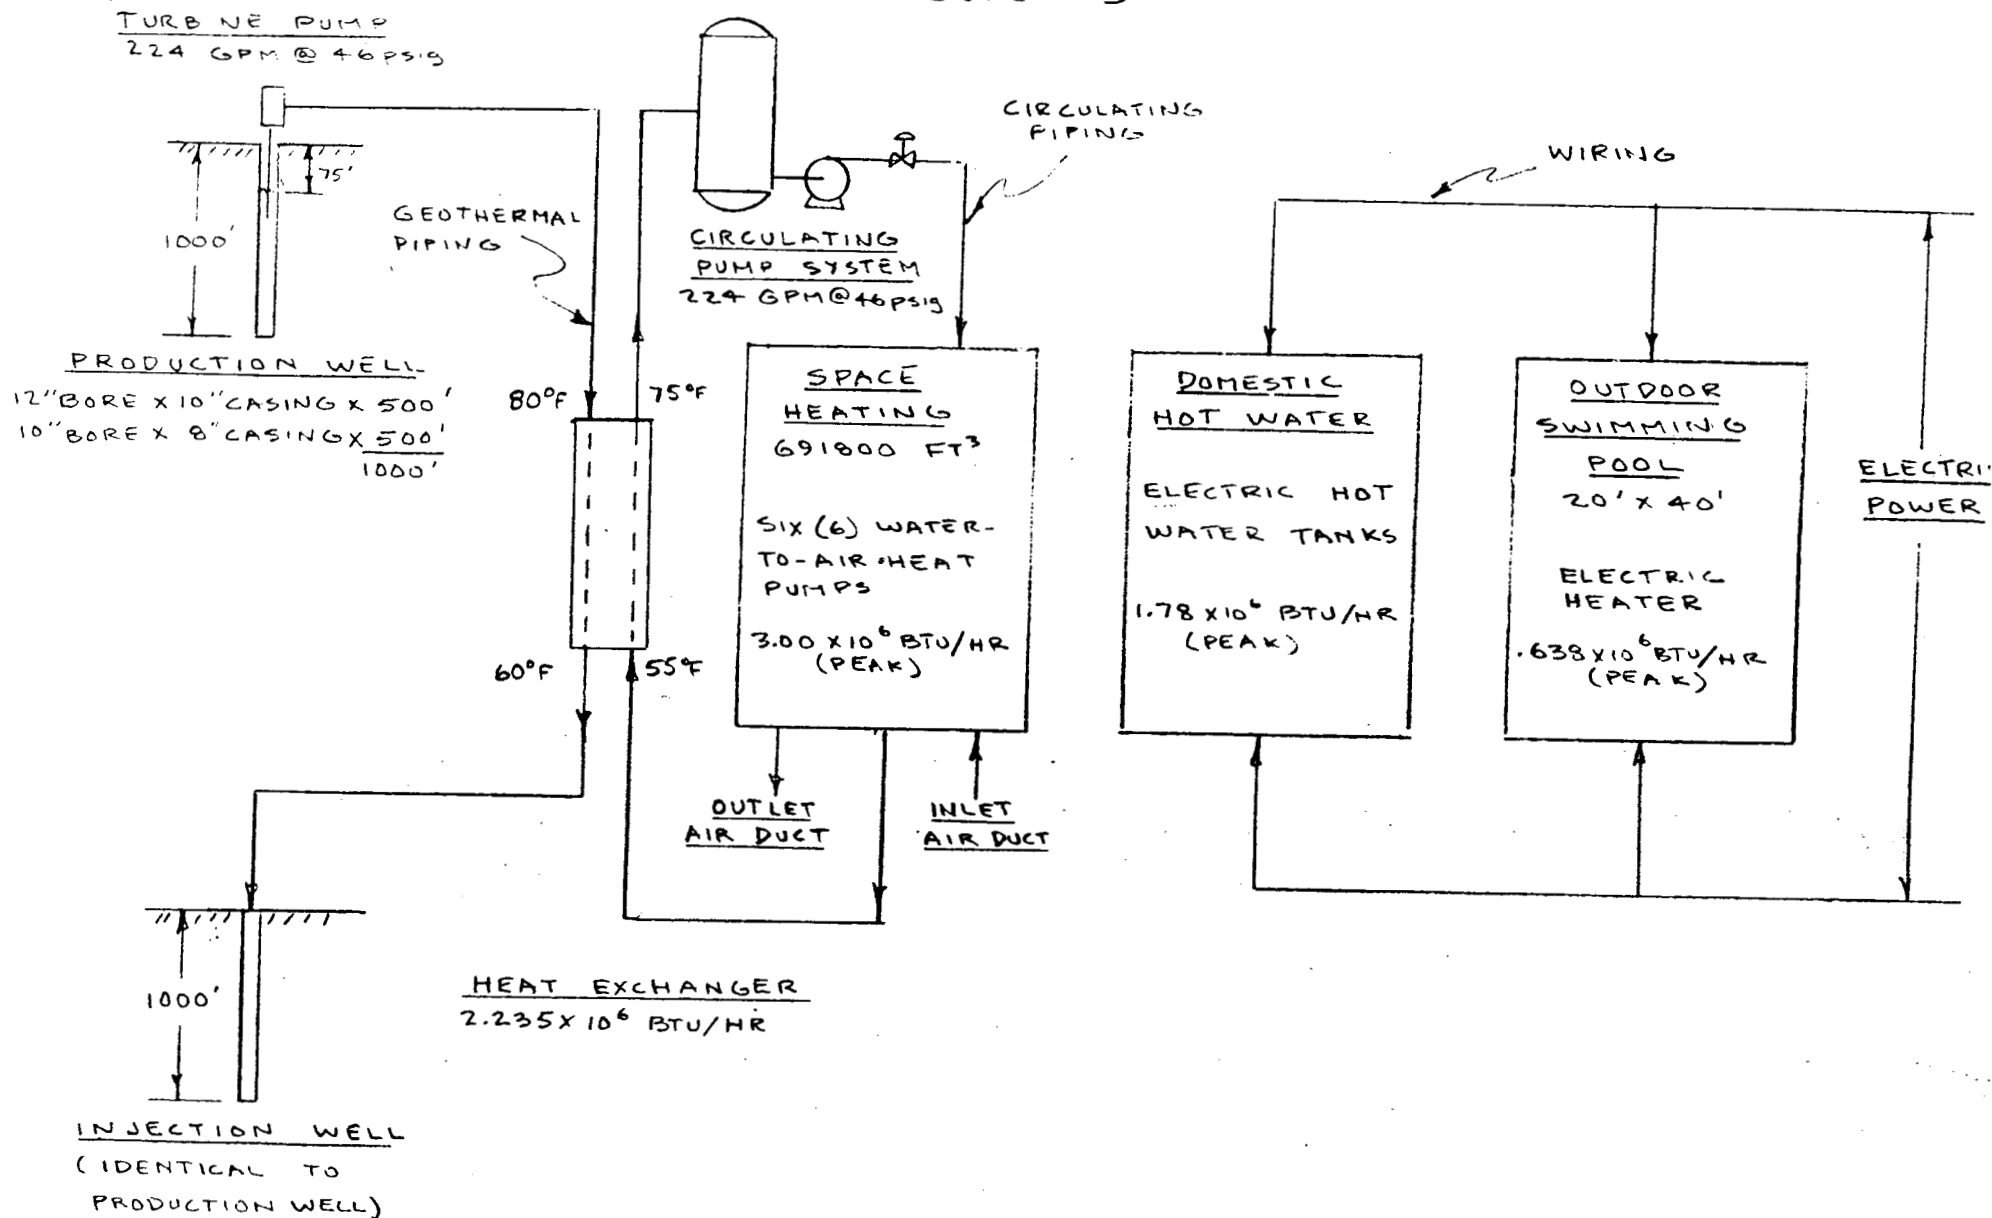 TURB NE PUMP
224 GPM @ 46 psig
75'
1000'
GEOTHERMAL
PIPING
PRODUCTION WELL
12" BORE X 10" CASING X 500'
10" BORE X 8" CASING X 500'
1000'
80°F
75°F
60°F
55°F
CIRCULATING
PUMP SYSTEM
224 GPM @ 46 psig
CIRCULATING
PIPING
SPACE
HEATING
691800 FT³
SIX (6) WATER-
TO-AIR HEAT
PUMPS
3.00 X 10⁶ BTU/HR
(PEAK)
OUTLET
AIR DUCT
INLET
AIR DUCT
WIRING
DOMESTIC
HOT WATER
ELECTRIC HOT
WATER TANKS
1.78 X 10⁶ BTU/HR
(PEAK)
OUTDOOR
SWIMMING
POOL
20' X 40'
ELECTRIC
HEATER
.638 X 10⁶ BTU/HR
(PEAK)
ELECTRI
POWER
HEAT EXCHANGER
2.235 X 10⁶ BTU/HR
1000'
INJECTION WELL
(IDENTICAL TO
PRODUCTION WELL)